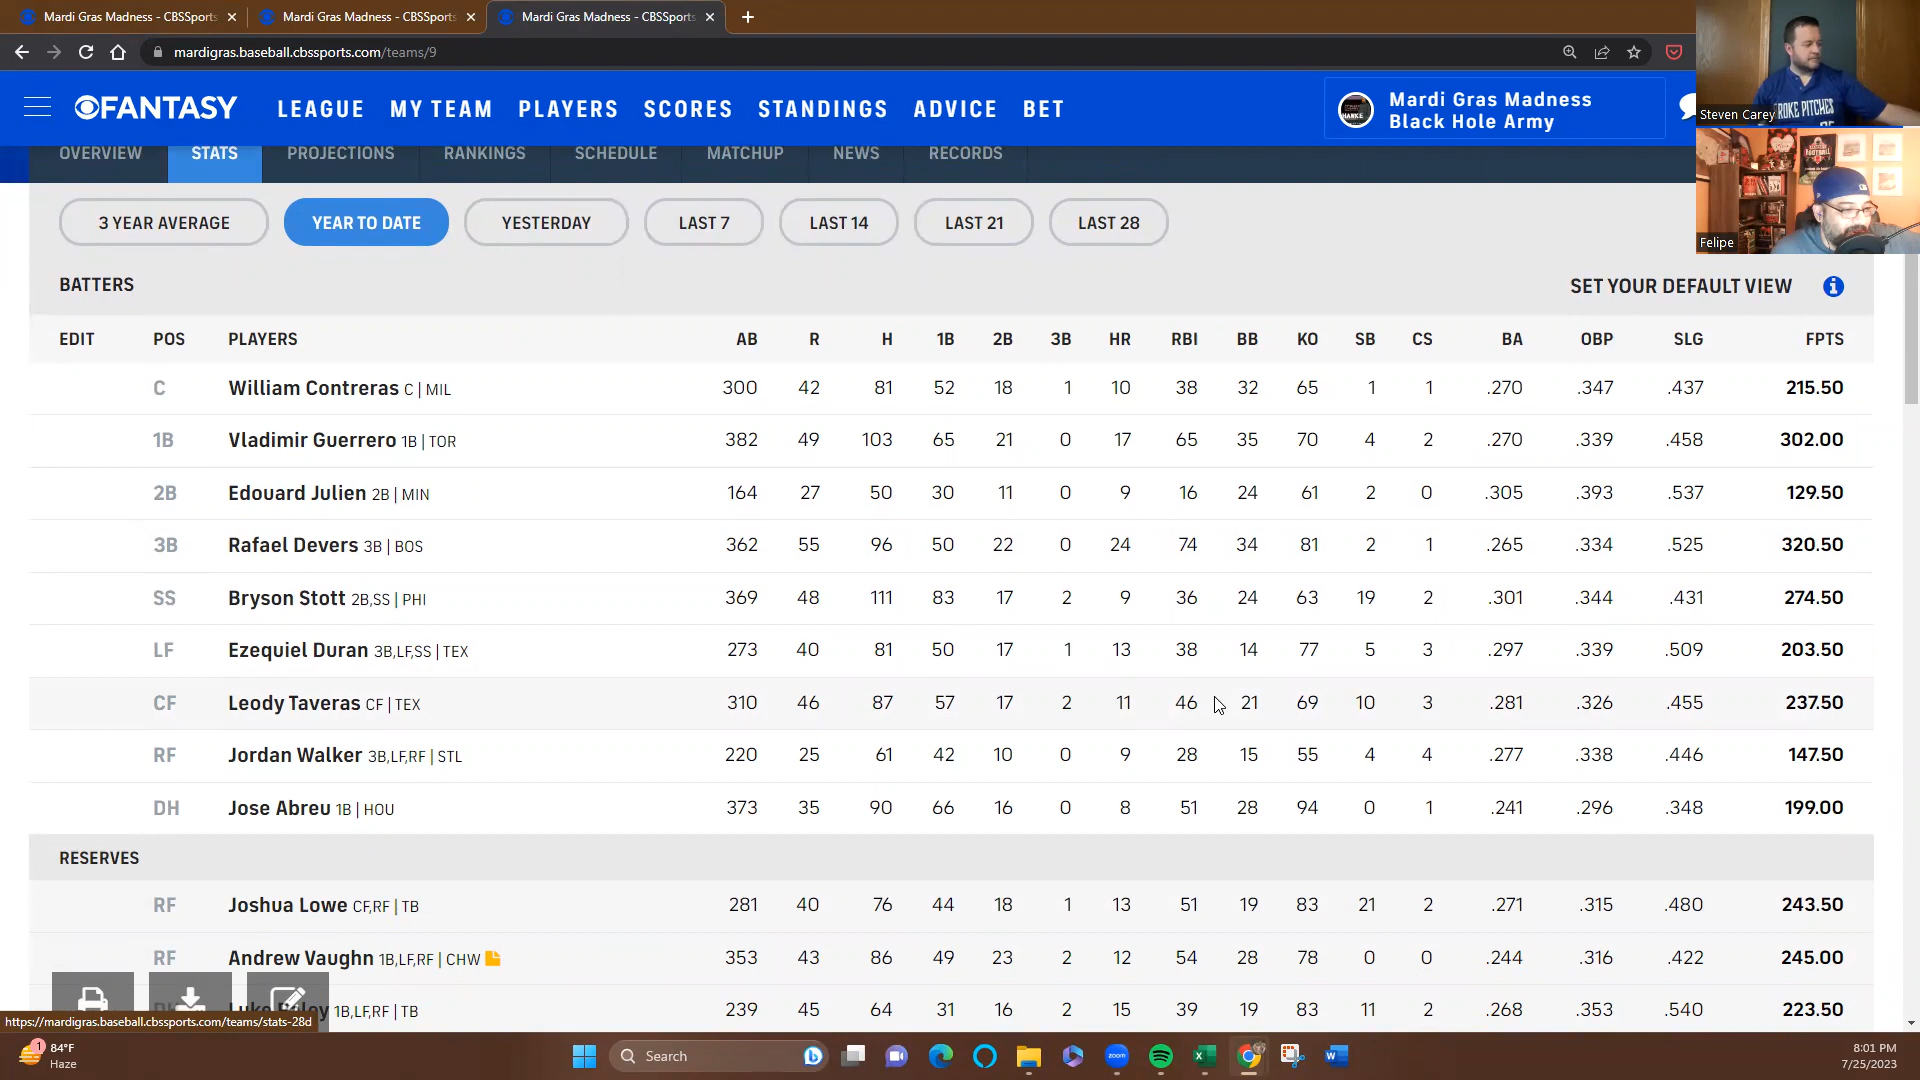 Mardi Gras Madness - CBSSports
Mardi Gras Madness - CBSSports
Mardi Gras Madness - CBSSports
mardigras.baseball.cbssports.com/teams/9
FANTASY
LEAGUE
MY TEAM
PLAYERS
SCORES
STANDINGS
ADVICE
BET
Mardi Gras Madness
Black Hole Army
Steven Carey
Felipe
OVERVIEW
STATS
PROJECTIONS
RANKINGS
SCHEDULE
MATCHUP
NEWS
RECORDS
3 YEAR AVERAGE
YEAR TO DATE
YESTERDAY
LAST 7
LAST 14
LAST 21
LAST 28
BATTERS
SET YOUR DEFAULT VIEW
EDIT POS PLAYERS AB R H 1B 2B 3B HR RBI BB KO SB CS BA OBP SLG FPTS
C William Contreras C | MIL 300 42 81 52 18 1 10 38 32 65 1 1 .270 .347 .437 215.50
1B Vladimir Guerrero 1B | TOR 382 49 103 65 21 0 17 65 35 70 4 2 .270 .339 .458 302.00
2B Edouard Julien 2B | MIN 164 27 50 30 11 0 9 16 24 61 2 0 .305 .393 .537 129.50
3B Rafael Devers 3B | BOS 362 55 96 50 22 0 24 74 34 81 2 1 .265 .334 .525 320.50
SS Bryson Stott 2B,SS | PHI 369 48 111 83 17 2 9 36 24 63 19 2 .301 .344 .431 274.50
LF Ezequiel Duran 3B,LF,SS | TEX 273 40 81 50 17 1 13 38 14 77 5 3 .297 .339 .509 203.50
CF Leody Taveras CF | TEX 310 46 87 57 17 2 11 46 21 69 10 3 .281 .326 .455 237.50
RF Jordan Walker 3B,LF,RF | STL 220 25 61 42 10 0 9 28 15 55 4 4 .277 .338 .446 147.50
DH Jose Abreu 1B | HOU 373 35 90 66 16 0 8 51 28 94 0 1 .241 .296 .348 199.00
RESERVES
RF Joshua Lowe CF,RF | TB 281 40 76 44 18 1 13 51 19 83 21 2 .271 .315 .480 243.50
RF Andrew Vaughn 1B,LF,RF | CHW 353 43 86 49 23 2 12 54 28 78 0 0 .244 .316 .422 245.00
1B,LF,RF | TB 239 45 64 31 16 2 15 39 19 83 11 2 .268 .353 .540 223.50
https://mardigras.baseball.cbssports.com/teams/stats-28d
1
84°F
Haze
Search
zoom
8:01 PM
7/25/2023